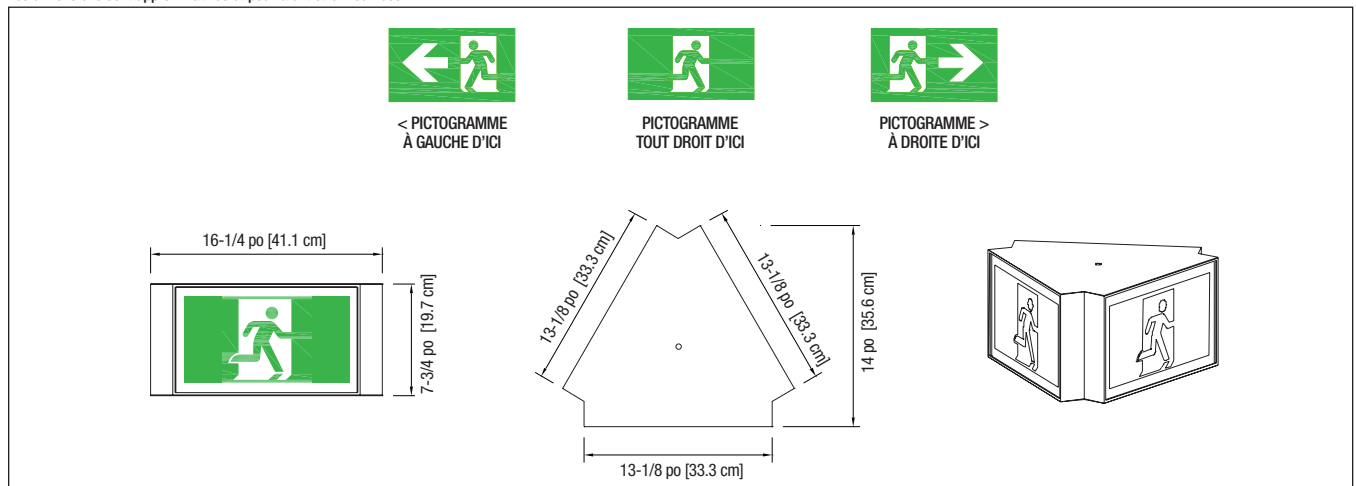 < PICTOGRAMME
À GAUCHE D'ICI
PICTOGRAMME
TOUT DROIT D'ICI
PICTOGRAMME >
À DROITE D'ICI
16-1/4 po [41.1 cm]
7-3/4 po [19.7 cm]
13-1/8 po [33.3 cm]
13-1/8 po [33.3 cm]
14 po [35.6 cm]
13-1/8 po [33.3 cm]